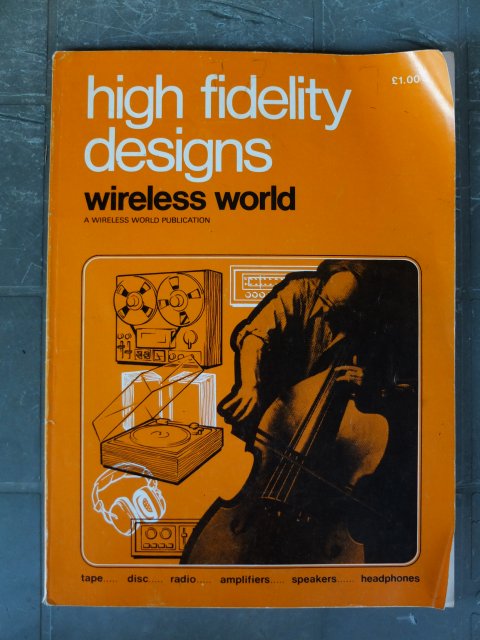 £1.00
high fidelity
designs
wireless world
A WIRELESS WORLD PUBLICATION
tape..... disc..... radio..... amplifiers..... speakers...... headphones